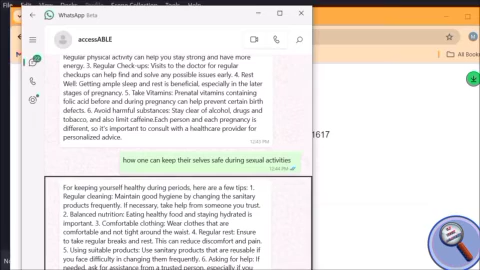 WhatsApp Beta
accessABLE
Regular physical activity can help you stay strong and have more
energy. 3. Regular Check-ups: Visits to the doctor for regular
checkups can help find and solve any possible issues early. 4. Rest
Well: Getting ample sleep and rest is beneficial, especially in the later
stages of pregnancy. 5. Take Vitamins: Prenatal vitamins containing
folic acid before and during pregnancy can help prevent certain birth
defects. 6. Avoid harmful substances: Stay clear of alcohol, drugs and
tobacco, and also limit caffeine.Each person and each pregnancy is
different, so it's important to consult with a healthcare provider for
personalized advice.
12:43 PM
how one can keep their selves safe during sexual activities
12:44 PM
For keeping yourself healthy during periods, here are a few tips: 1.
Regular cleaning: Maintain good hygiene by changing the sanitary
products frequently. If necessary, take help from someone you trust.
2. Balanced nutrition: Eating healthy food and staying hydrated is
important. 3. Comfortable clothing: Wear clothes that are
comfortable and not tight around the waist. 4. Regular rest: Ensure
to take regular breaks and rest. This can reduce discomfort and pain.
5. Using suitable products: Use sanitary products that are reusable if
you face difficulty in changing them frequently. 6. Asking for help: If
needed, ask for assistance from a trusted person, especially if you
All Book
1617